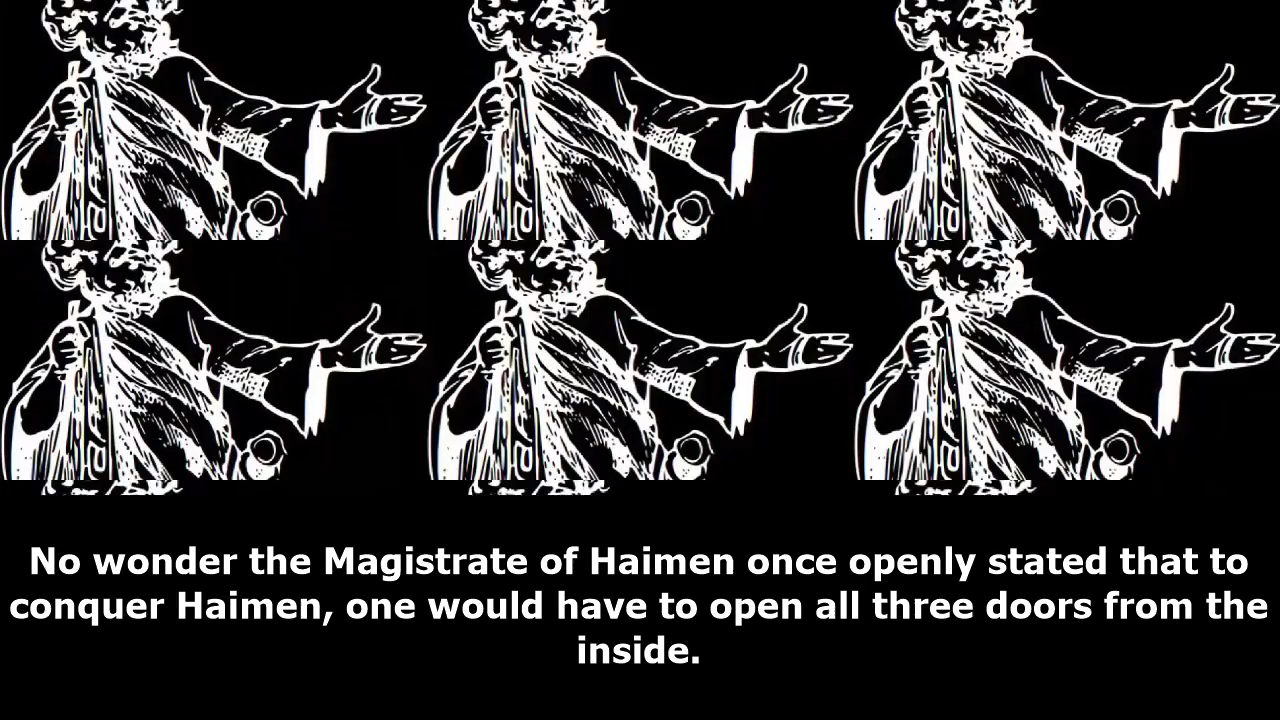 No wonder the Magistrate of Haimen once openly stated that to
conquer Haimen, one would have to open all three doors from the
inside.